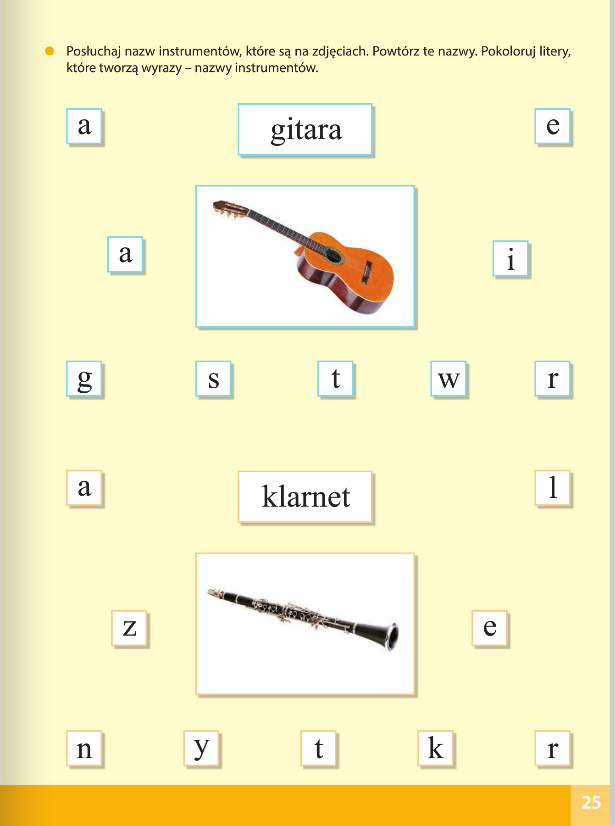 Posłuchaj nazw instrumentów, które są na zdjęciach. Powtórz te nazwy. Pokoloruj litery,
które tworzą wyrazy – nazwy instrumentów.
a gitara e
a i
g s t w r
a klarnet l
z e
n y t k r
25